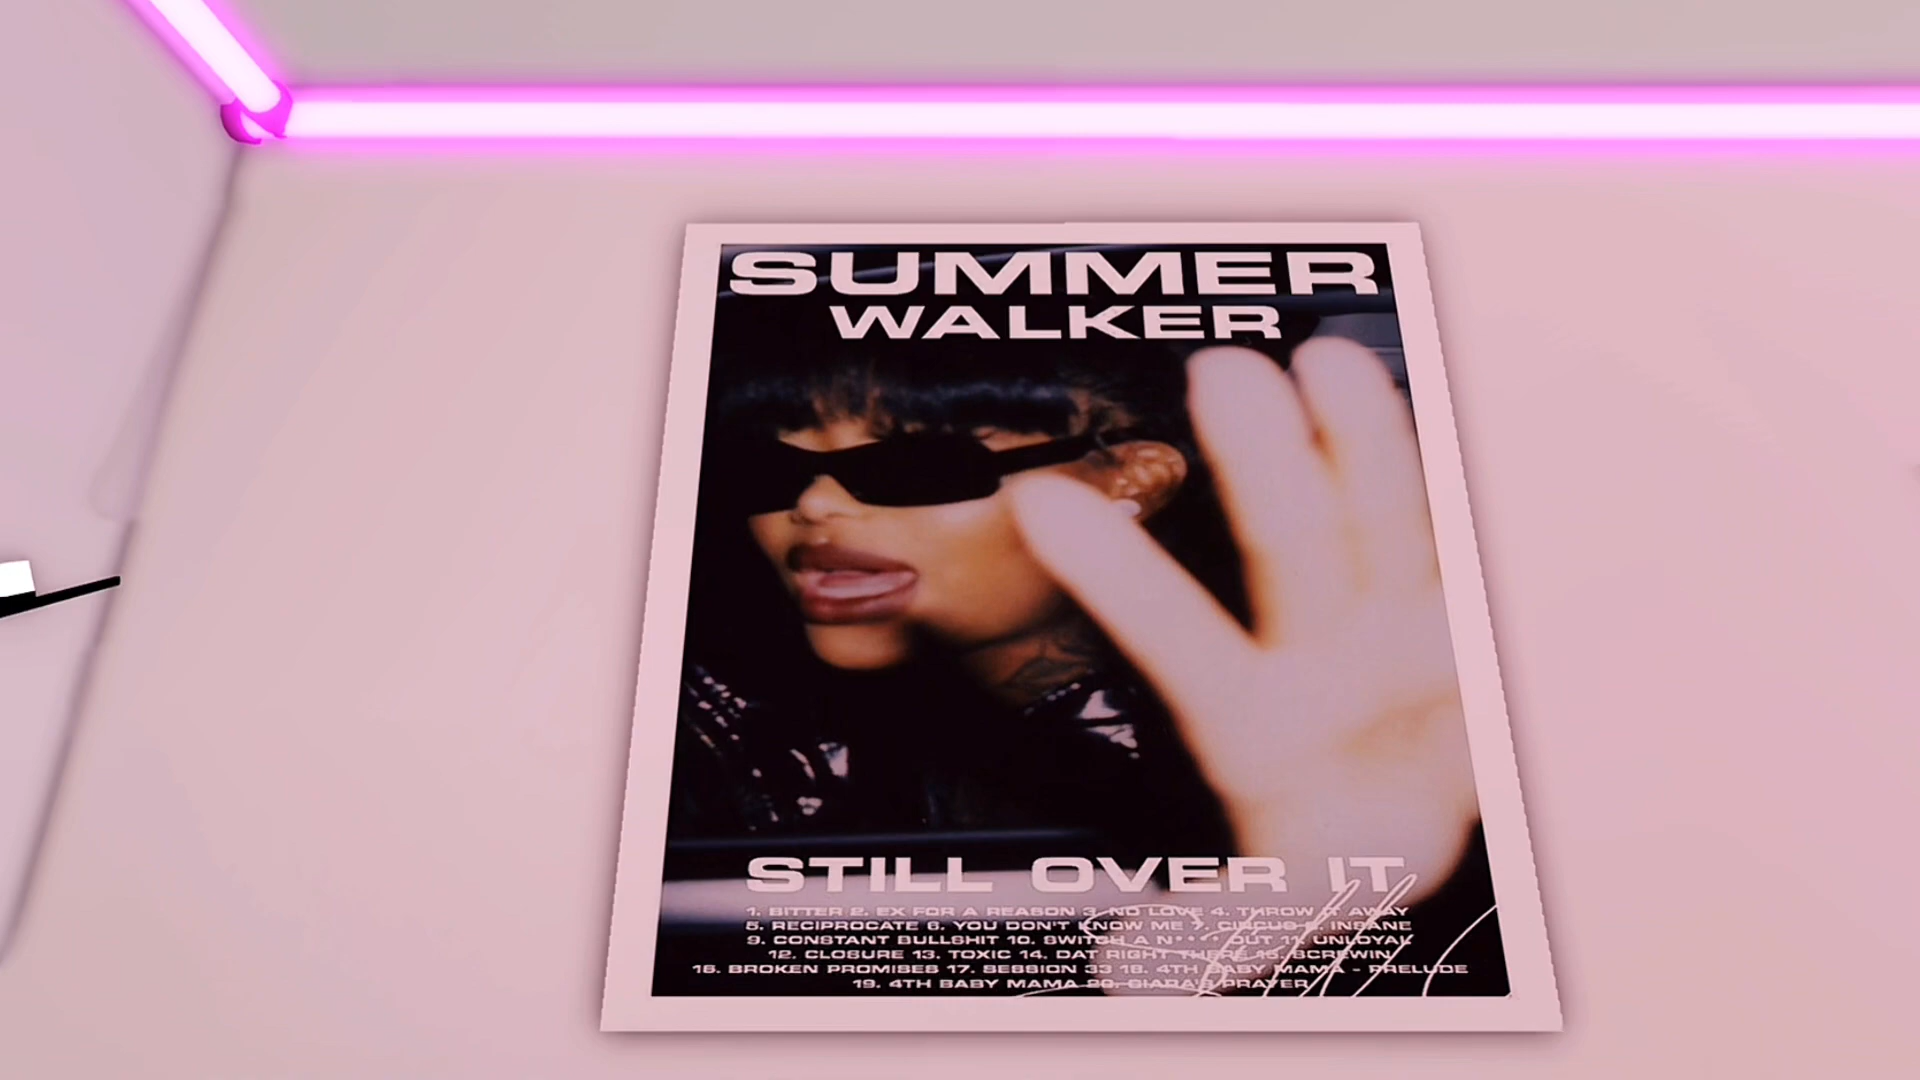 SUMMER
WALKER
STILL OVER IT
1. BITTER 2. EX FOR A REASON 3. NO LOVE 4. THROW IT AWAY
5. RECIPROCATE 6. YOU DON'T KNOW ME 7. CIRCUS 8. INSANE
9. CONSTANT BULLSHIT 10. SWITCH A N**** OUT 11. UNLOYAL
12. CLOSURE 13. TOXIC 14. DAT RIGHT THERE 15. SCREWIN
16. BROKEN PROMISES 17. SESSION 33 18. 4TH BABY MAMA - PRELUDE
19. 4TH BABY MAMA 20. CIARA'S PRAYER